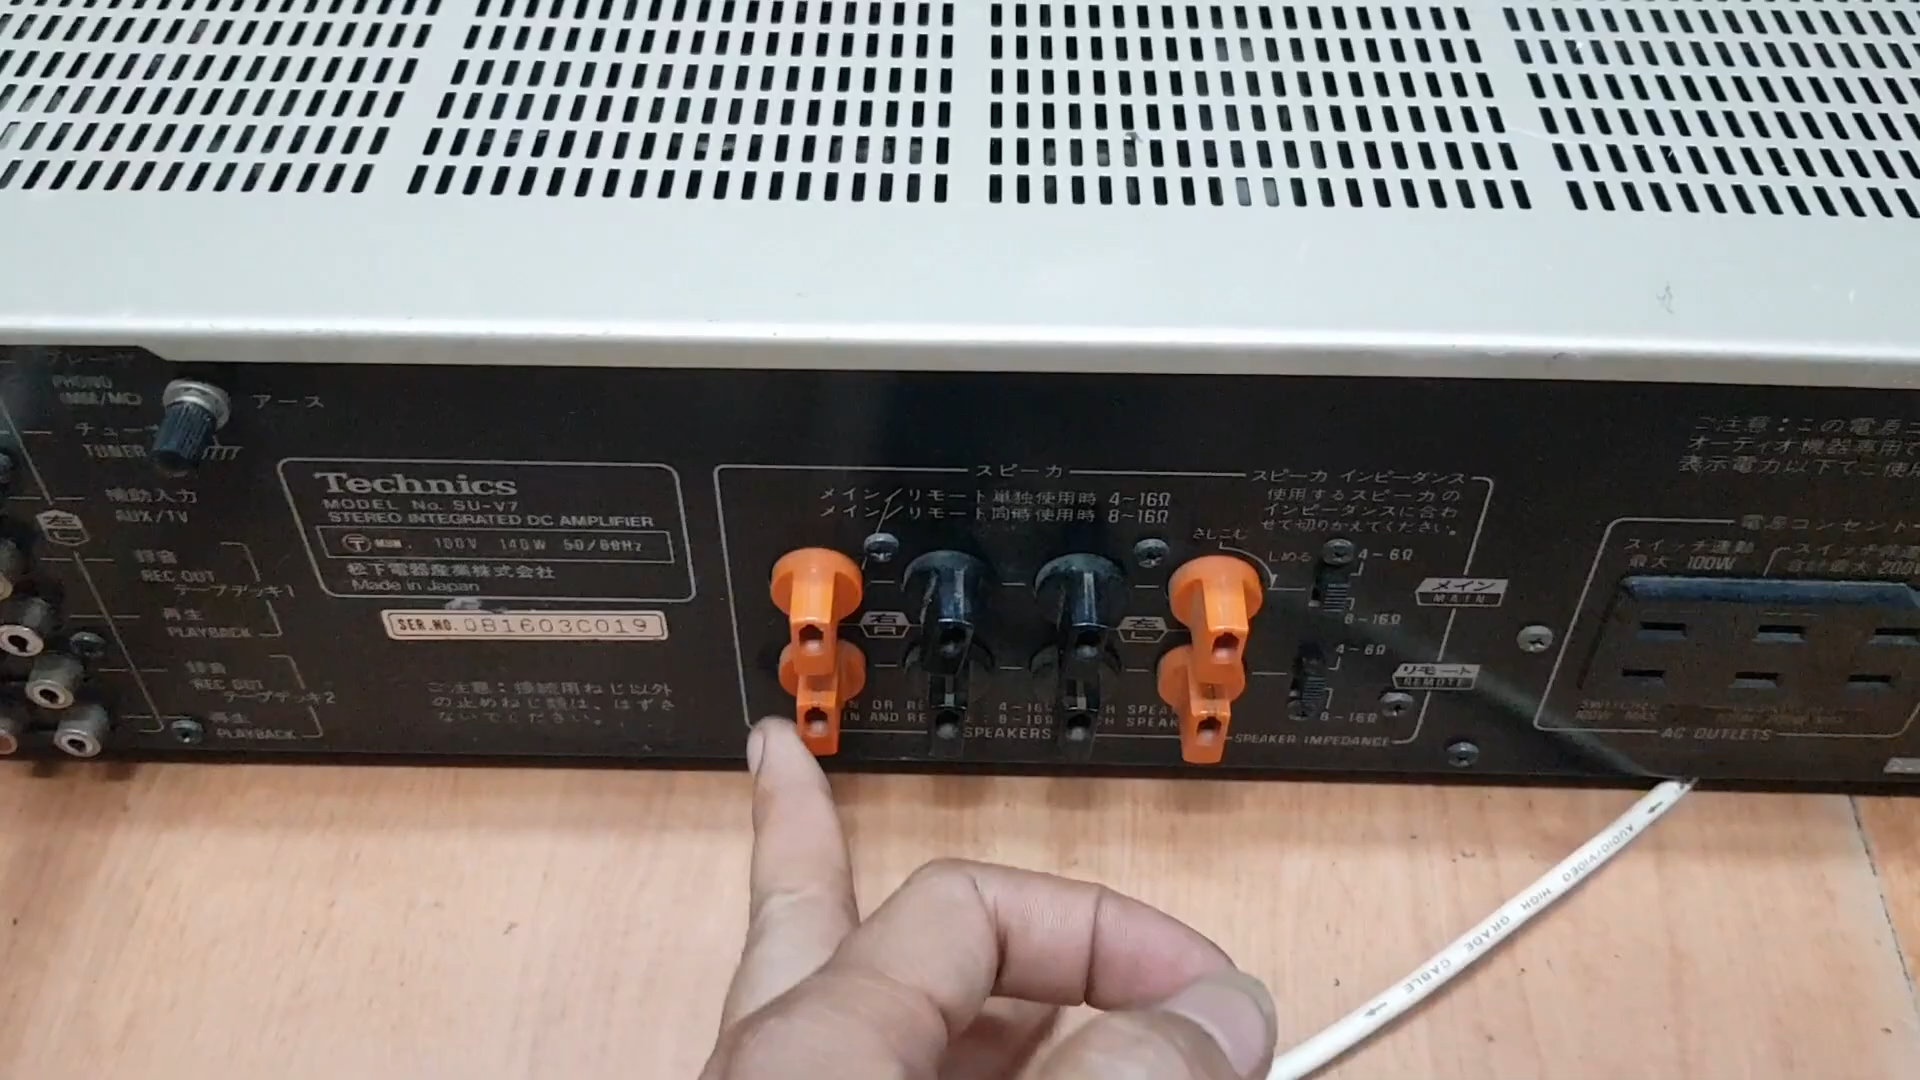 PHONO
(MM/MC)
アース
TUNER
補助入力
AUX/TV
録音
REC OUT
テープデッキ1
再生
PLAYBACK
録音
REC OUT
テープデッキ2
再生
PLAYBACK
Technics
MODEL No. SU-V7
STEREO INTEGRATED DC AMPLIFIER
100V 140W 50/60Hz
松下電器産業株式会社
Made in Japan
SER.NO. 0B1603C019
ご注意：接続用ねじ以外
の止めねじ類は、はずさ
ないでください。
スピーカ
メイン/リモート単独使用時 4~16Ω
メイン/リモート同時使用時 8~16Ω
右
左
SPEAKERS
スピーカ インピーダンス
使用するスピーカの
インピーダンスに合わ
せて切りかえてください。
さしこむ
しめる
4~6Ω
8~16Ω
メイン
MAIN
4~6Ω
8~16Ω
リモート
REMOTE
SPEAKER IMPEDANCE
ご注意：この電源コ
オーディオ機器専用で
表示電力以下でご使用
電源コンセント
スイッチ連動
最大 100W
合計最大 200W
AC OUTLETS
AUDIO/VIDEO HIGH GRADE CABLE